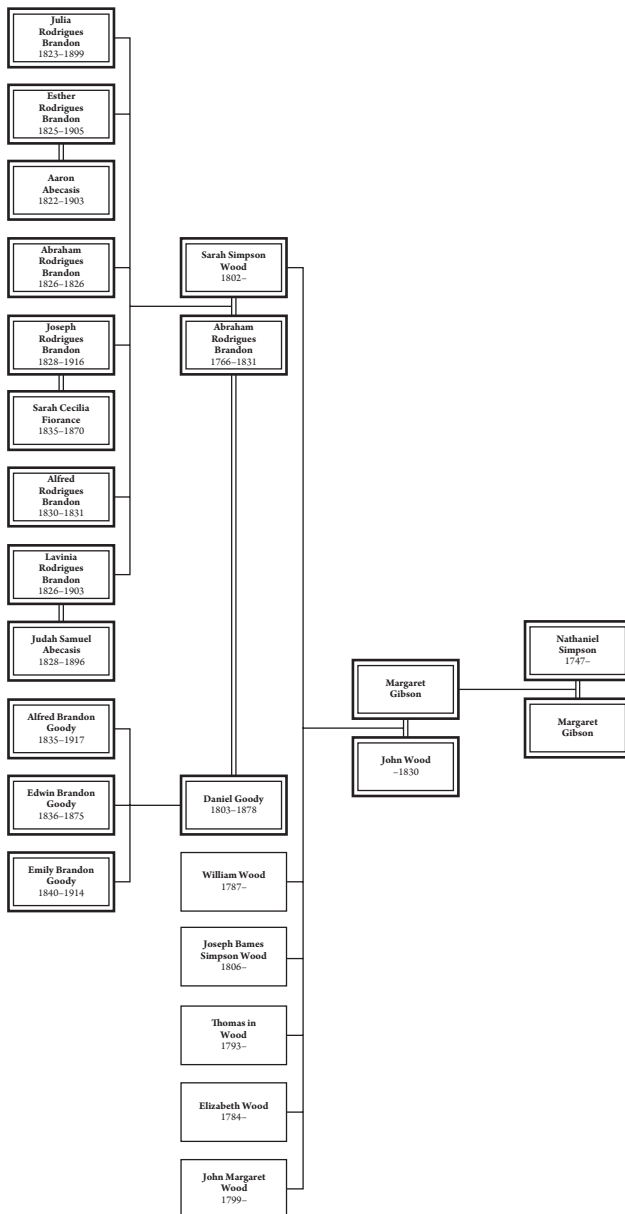 Julia
Rodrigues
Brandon
1823–1899
Esther
Rodrigues
Brandon
1825–1905
Aaron
Abecasis
1822–1903
Abraham
Rodrigues
Brandon
1826–1826
Joseph
Rodrigues
Brandon
1828–1916
Sarah Cecilia
Fiorance
1835–1870
Alfred
Rodrigues
Brandon
1830–1831
Lavinia
Rodrigues
Brandon
1826–1903
Judah Samuel
Abecasis
1828–1896
Alfred Brandon
Goody
1835–1917
Edwin Brandon
Goody
1836–1875
Emily Brandon
Goody
1840–1914
Sarah Simpson
Wood
1802–
Abraham
Rodrigues
Brandon
1766–1831
Daniel Goody
1803–1878
William Wood
1787–
Joseph Bames
Simpson Wood
1806–
Thomas in
Wood
1793–
Elizabeth Wood
1784–
John Margaret
Wood
1799–
Margaret
Gibson
John Wood
–1830
Nathaniel
Simpson
1747–
Margaret
Gibson